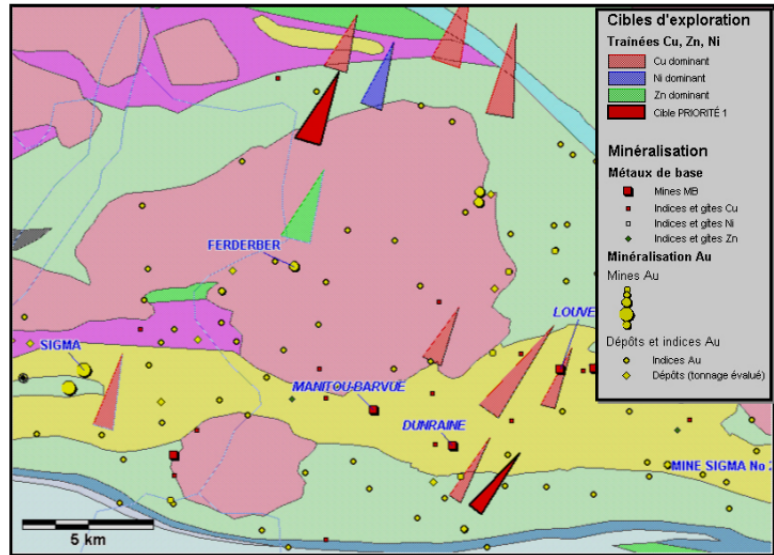 Cibles d'exploration
Trainées Cu, Zn, Ni
Cu dominant
Ni dominant
Zn dominant
Cible PRIORITÉ 1
Minéralisation
Métaux de base
Mines MB
Indices et gîtes Cu
Indices et gîtes Ni
Indices et gîtes Zn
Minéralisation Au
Mines Au
Dépôts et indices Au
Indices Au
Dépôts (tonnage évalué)
FERDERBER
LOUVE
SIGMA
MANITOU-BARVUE
DUNRAINE
MINE SIGMA No 2
5 km